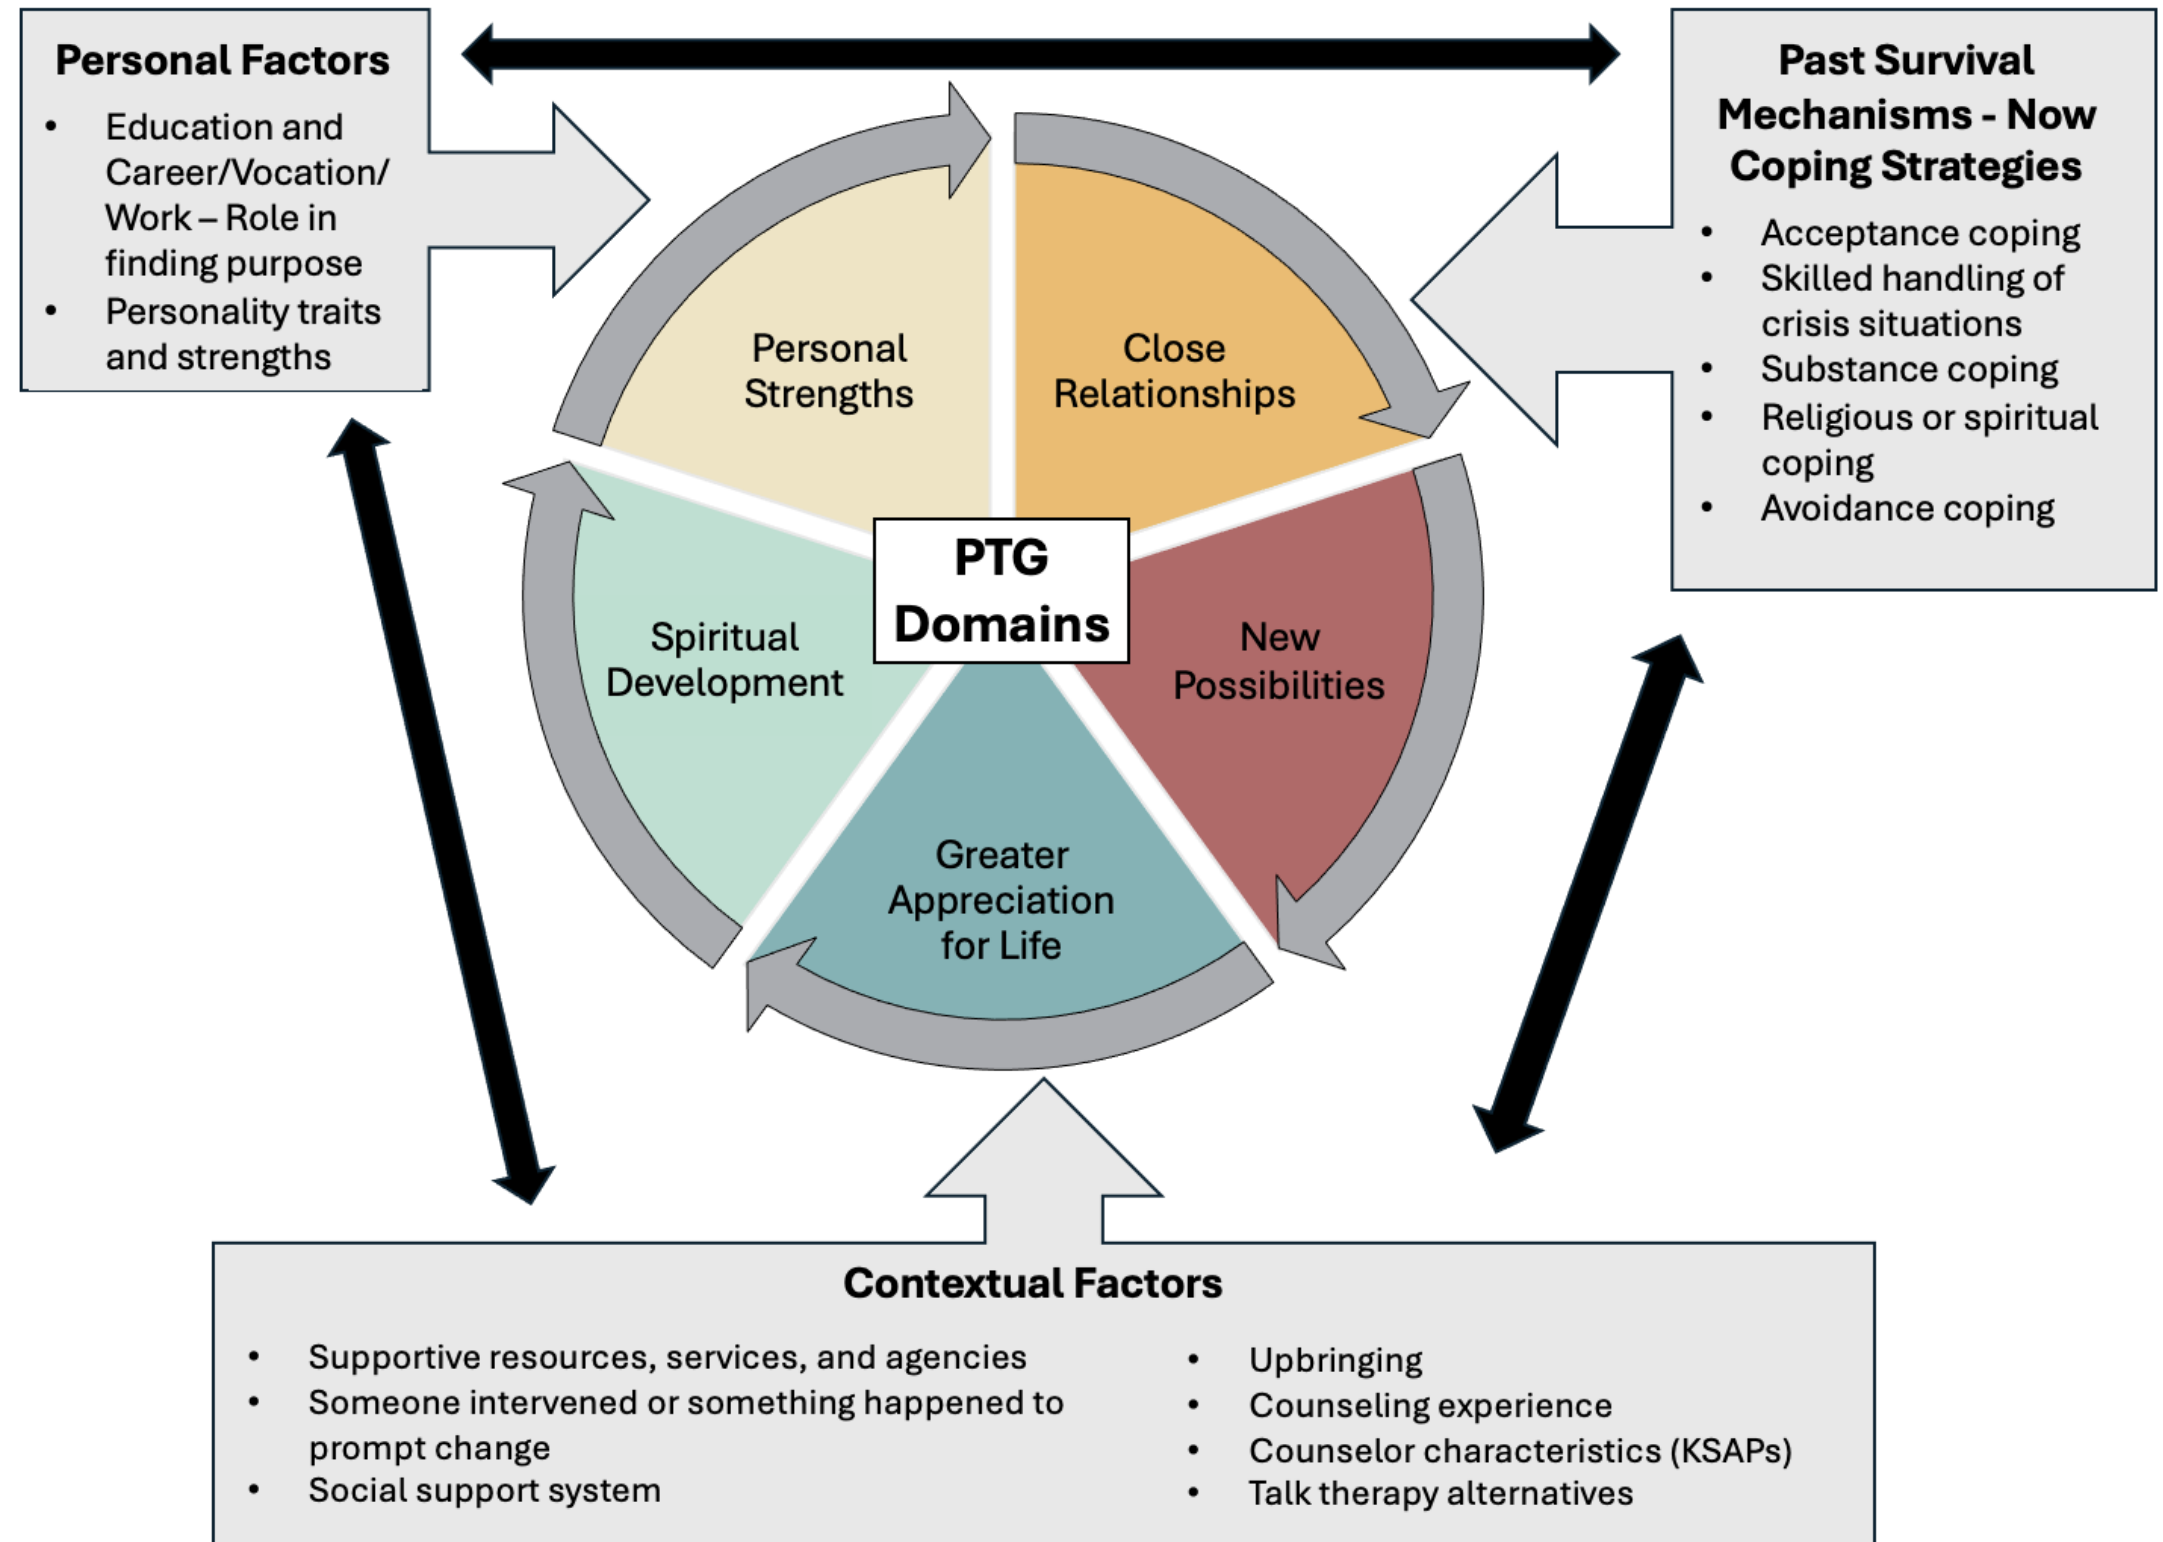 Personal Factors
• Education and
Career/Vocation/
Work – Role in
finding purpose
• Personality traits
and strengths
Past Survival
Mechanisms - Now
Coping Strategies
• Acceptance coping
• Skilled handling of
crisis situations
• Substance coping
• Religious or spiritual
coping
• Avoidance coping
Personal
Strengths
Close
Relationships
PTG
Domains
Spiritual
Development
New
Possibilities
Greater
Appreciation
for Life
Contextual Factors
• Supportive resources, services, and agencies
• Someone intervened or something happened to
prompt change
• Social support system
• Upbringing
• Counseling experience
• Counselor characteristics (KSAPs)
• Talk therapy alternatives